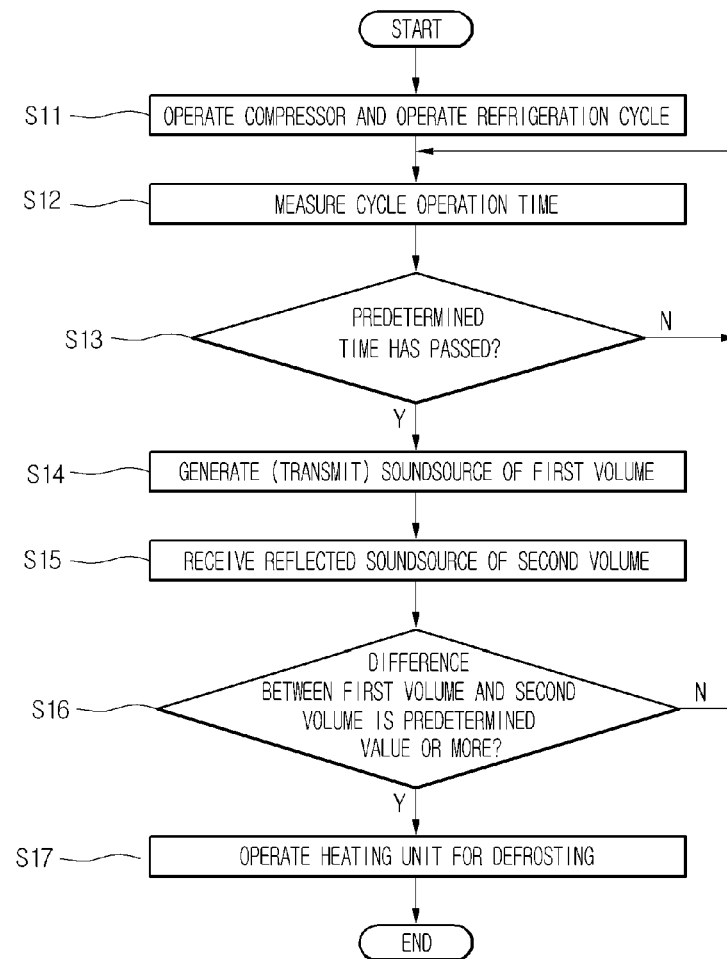 START
S11
OPERATE COMPRESSOR AND OPERATE REFRIGERATION CYCLE
S12
MEASURE CYCLE OPERATION TIME
S13
PREDETERMINED
TIME HAS PASSED?
N
Y
S14
GENERATE (TRANSMIT) SOUNDSOURCE OF FIRST VOLUME
S15
RECEIVE REFLECTED SOUNDSOURCE OF SECOND VOLUME
S16
DIFFERENCE
BETWEEN FIRST VOLUME AND SECOND
VOLUME IS PREDETERMINED
VALUE OR MORE?
N
Y
S17
OPERATE HEATING UNIT FOR DEFROSTING
END